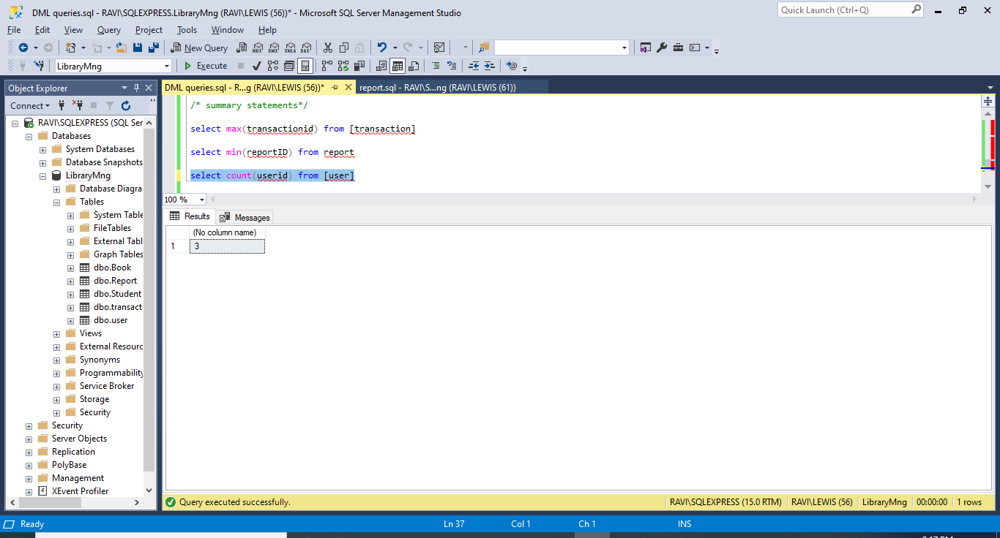 DML queries.sql - RAVI\SQLEXPRESS.LibraryMng (RAVI\LEWIS (56))* - Microsoft SQL Server Management Studio
Quick Launch (Ctrl+Q)
File Edit View Query Project Tools Window Help
New Query MDX DMX XMLA DAX
LibraryMng Execute
Object Explorer
DML queries.sql - R...g (RAVI\LEWIS (56))* report.sql - RAVI\S...ng (RAVI\LEWIS (61))
Connect
RAVI\SQLEXPRESS (SQL Ser
Databases
System Databases
Database Snapshots
LibraryMng
Database Diagra
Tables
System Table
FileTables
External Tabl
Graph Tables
dbo.Book
dbo.Report
dbo.Student
dbo.transact
dbo.user
Views
External Resourc
Synonyms
Programmability
Service Broker
Storage
Security
Security
Server Objects
Replication
PolyBase
Management
XEvent Profiler
/* summary statements*/
select max(transactionid) from [transaction]
select min(reportID) from report
select count(userid) from [user]
100 %
Results Messages
(No column name)
1 3
Query executed successfully. RAVI\SQLEXPRESS (15.0 RTM) RAVI\LEWIS (56) LibraryMng 00:00:00 1 rows
Ready Ln 37 Col 1 Ch 1 INS